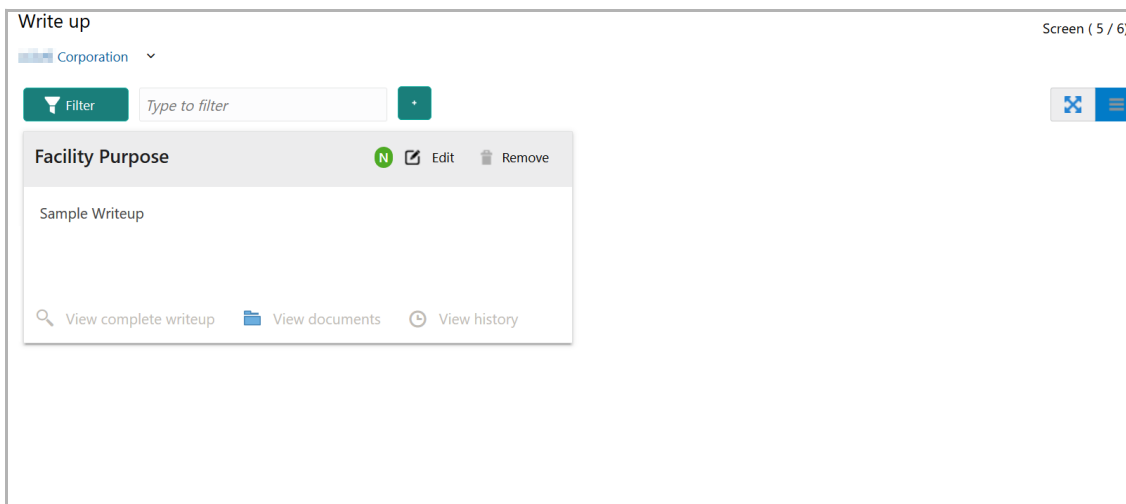 Write up
Screen ( 5 / 6)
Corporation
Filter
Type to filter
+
Facility Purpose
N
Edit
Remove
Sample Writeup
View complete writeup
View documents
View history